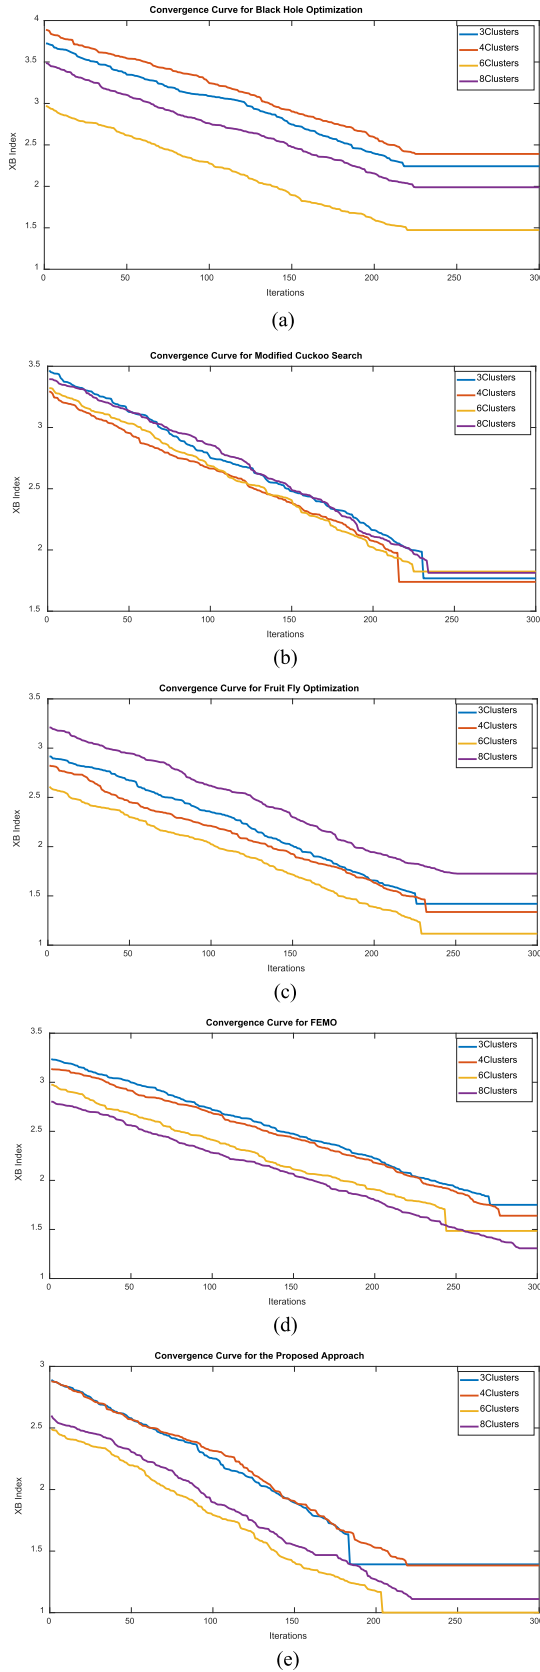 Convergence Curve for Black Hole Optimization
4
3.5
3
2.5
2
1.5
1
XB Index
3Clusters
4Clusters
6Clusters
8Clusters
0 50 100 150 200 250 300
Iterations
(a)
Convergence Curve for Modified Cuckoo Search
3.5
3
2.5
2
1.5
XB Index
3Clusters
4Clusters
6Clusters
8Clusters
0 50 100 150 200 250 300
Iterations
(b)
Convergence Curve for Fruit Fly Optimization
3.5
3
2.5
2
1.5
1
XB Index
3Clusters
4Clusters
6Clusters
8Clusters
0 50 100 150 200 250 300
Iterations
(c)
Convergence Curve for FEMO
3.5
3
2.5
2
1.5
1
XB Index
3Clusters
4Clusters
6Clusters
8Clusters
0 50 100 150 200 250 300
Iterations
(d)
Convergence Curve for the Proposed Approach
3
2.5
2
1.5
1
XB Index
3Clusters
4Clusters
6Clusters
8Clusters
0 50 100 150 200 250 300
Iterations
(e)